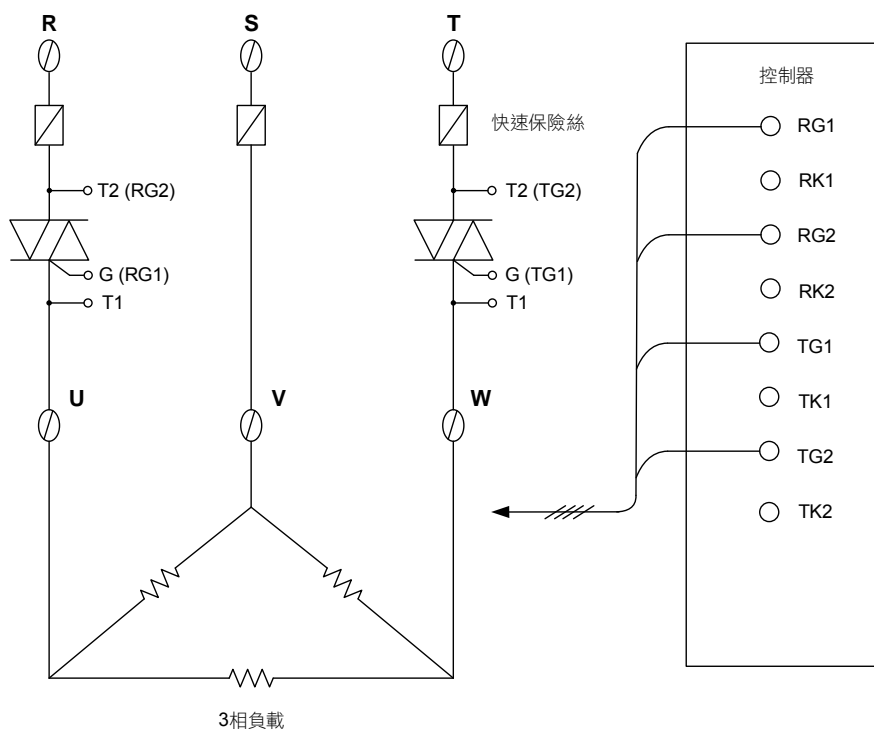 R
S
T
控制器
快速保險絲
RG1
T2 (RG2)
T2 (TG2)
RK1
RG2
G (RG1)
G (TG1)
RK2
T1
T1
TG1
U
V
W
TK1
TG2
TK2
3相負載